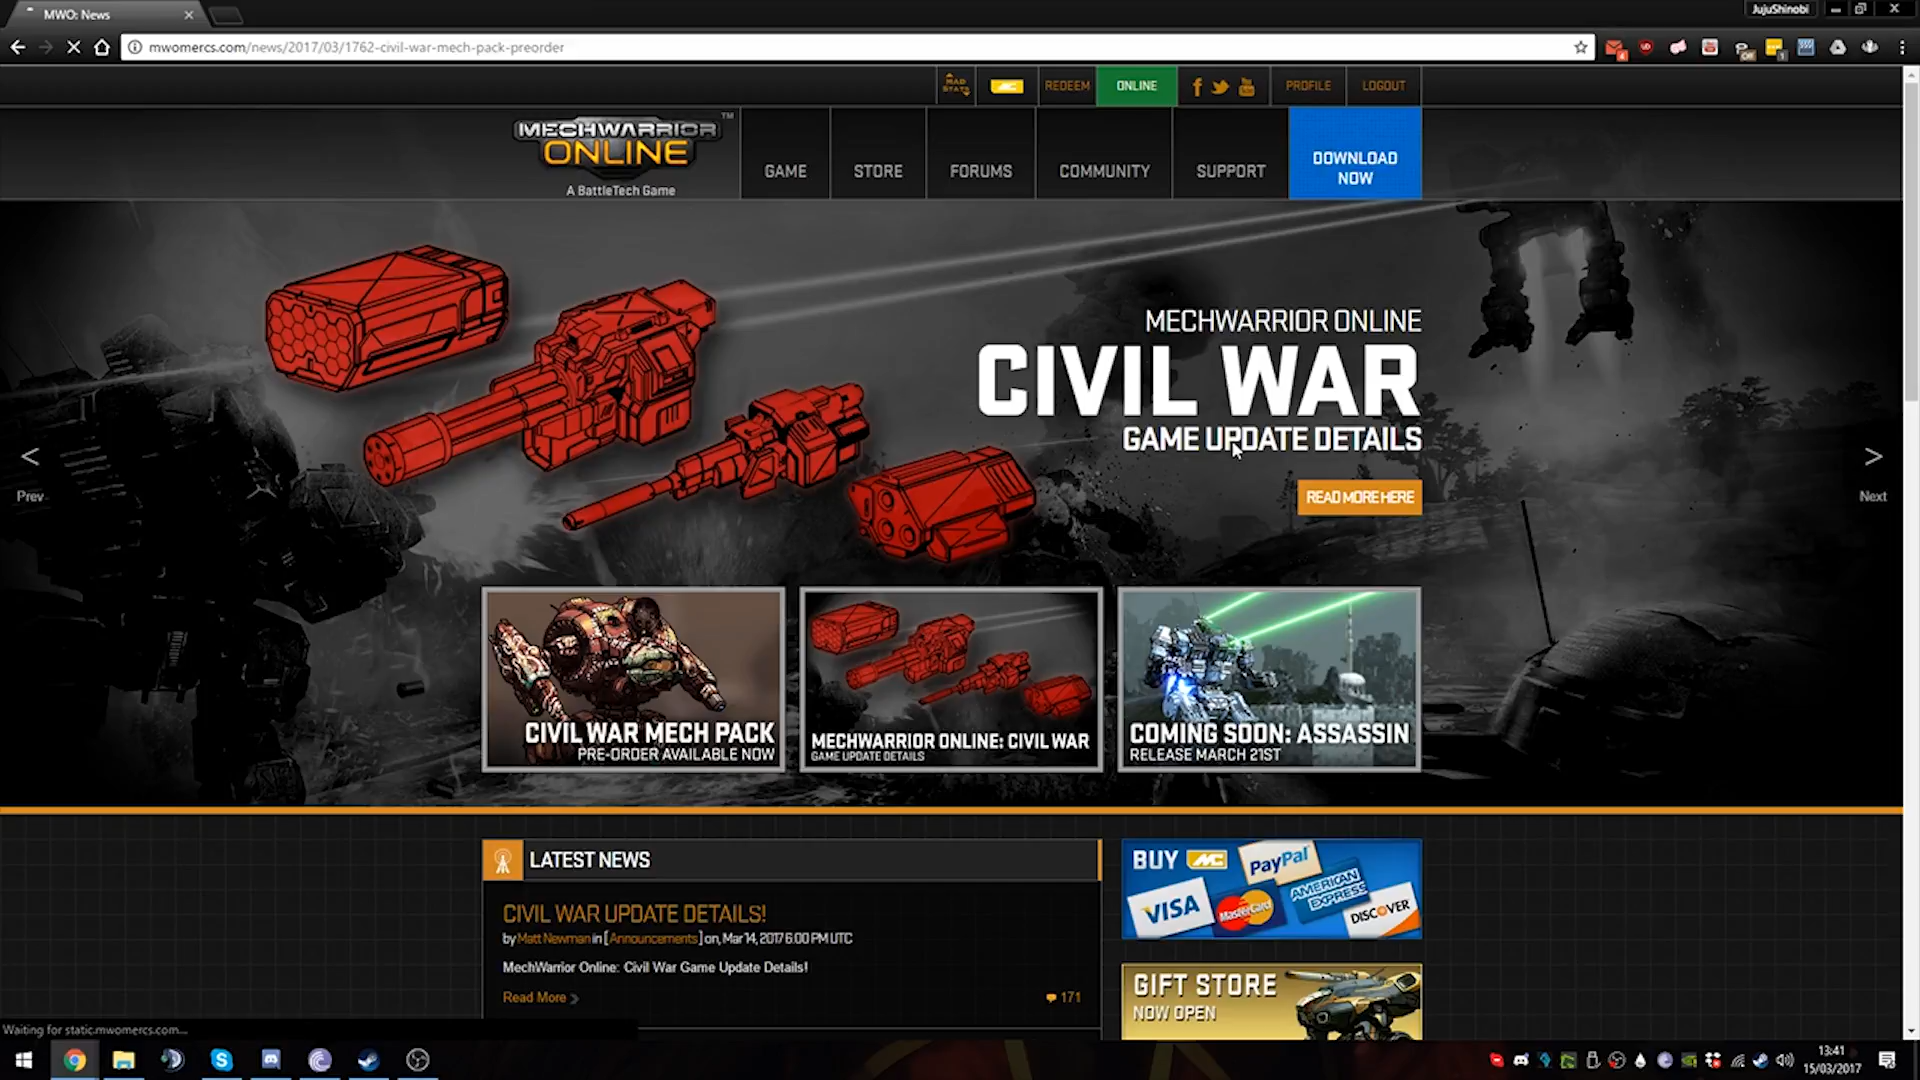 MWO: News
JujuShinobi
mwomercs.com/news/2017/03/1762-civil-war-mech-pack-preorder
MAD STATS
MC
REDEEM
ONLINE
PROFILE
LOGOUT
MECHWARRIOR
ONLINE
TM
A BattleTech Game
GAME
STORE
FORUMS
COMMUNITY
SUPPORT
DOWNLOAD
NOW
MECHWARRIOR ONLINE
CIVIL WAR
GAME UPDATE DETAILS
READ MORE HERE
<
Prev
>
Next
CIVIL WAR MECH PACK
PRE-ORDER AVAILABLE NOW
MECHWARRIOR ONLINE: CIVIL WAR
GAME UPDATE DETAILS
COMING SOON: ASSASSIN
RELEASE MARCH 21ST
LATEST NEWS
CIVIL WAR UPDATE DETAILS!
by Matt Newman in [Announcements] on, Mar 14, 2017 6:00 PM UTC
MechWarrior Online: Civil War Game Update Details!
Read More
171
BUY MC
PayPal
VISA
MasterCard
AMERICAN EXPRESS
DISCOVER
GIFT STORE
NOW OPEN
Waiting for static.mwomercs.com...
13:41
15/03/2017